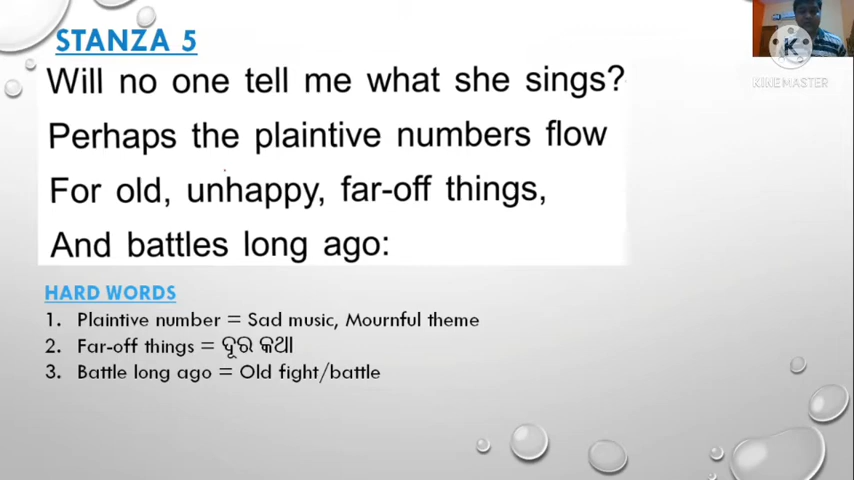 STANZA 5
Will no one tell me what she sings?
Perhaps the plaintive numbers flow
For old, unhappy, far-off things,
And battles long ago:
HARD WORDS
1. Plaintive number = Sad music, Mournful theme
2. Far-off things = ଦୂର କଥା
3. Battle long ago = Old fight/battle
K
KINEMASTER